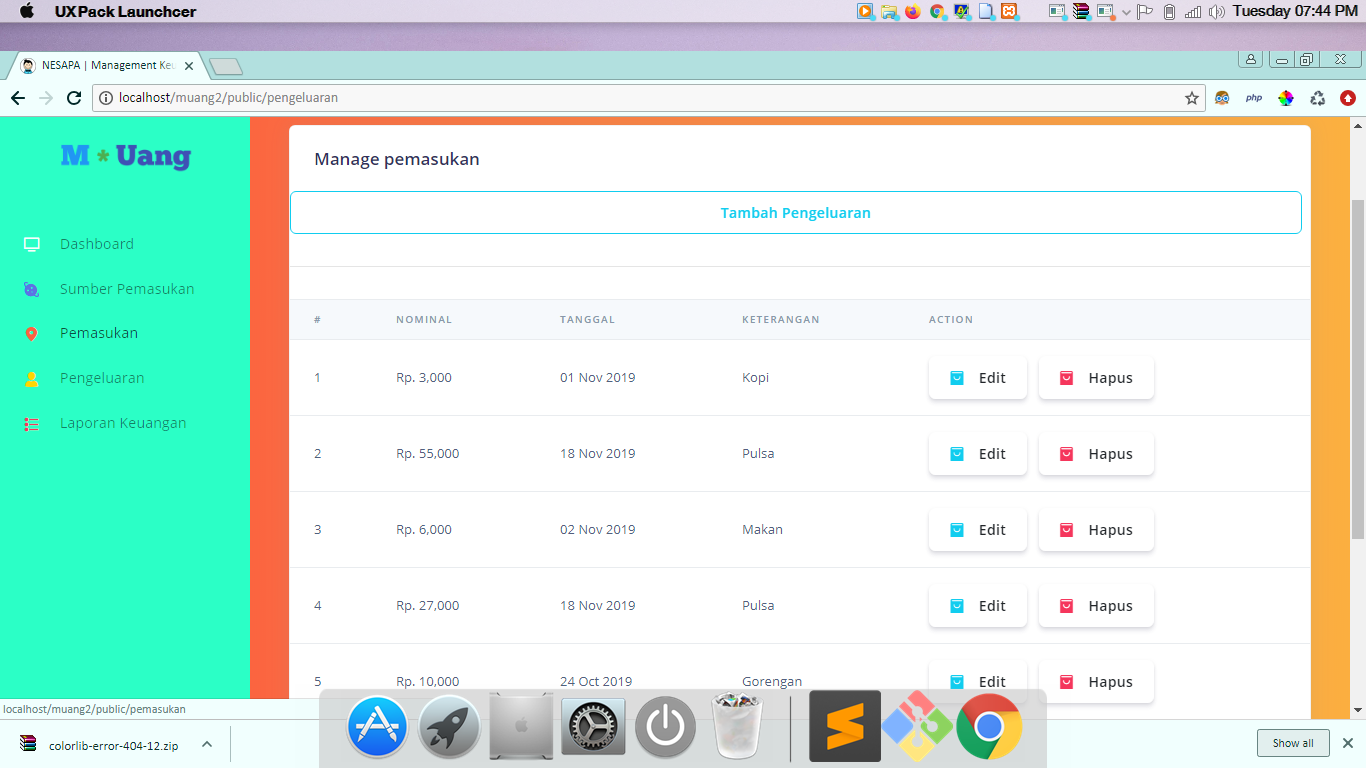 UXPack Launchcer
Tuesday 07:44 PM
NESAPA | Management Keu
localhost/muang2/public/pengeluaran
php
M * Uang
Dashboard
Sumber Pemasukan
Pemasukan
Pengeluaran
Laporan Keuangan
Manage pemasukan
Tambah Pengeluaran
# NOMINAL TANGGAL KETERANGAN ACTION
1 Rp. 3,000 01 Nov 2019 Kopi Edit Hapus
2 Rp. 55,000 18 Nov 2019 Pulsa Edit Hapus
3 Rp. 6,000 02 Nov 2019 Makan Edit Hapus
4 Rp. 27,000 18 Nov 2019 Pulsa Edit Hapus
5 Rp. 10,000 24 Oct 2019 Gorengan Edit Hapus
localhost/muang2/public/pemasukan
colorlib-error-404-12.zip
Show all